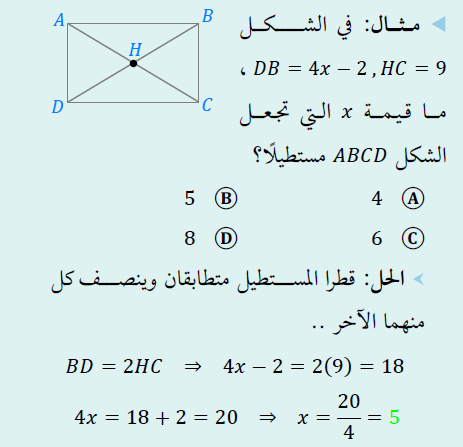 A B
H
D C
مثال: في الشكل
DB = 4x − 2 , HC = 9 ،
ما قيمة x التي تجعل
الشكل ABCD مستطيلًا؟
A 4 B 5
C 6 D 8
الحل: قطرا المستطيل متطابقان وينصف كل
منهما الآخر ..
BD = 2HC ⇒ 4x − 2 = 2(9) = 18
4x = 18 + 2 = 20 ⇒ x = 20/4 = 5